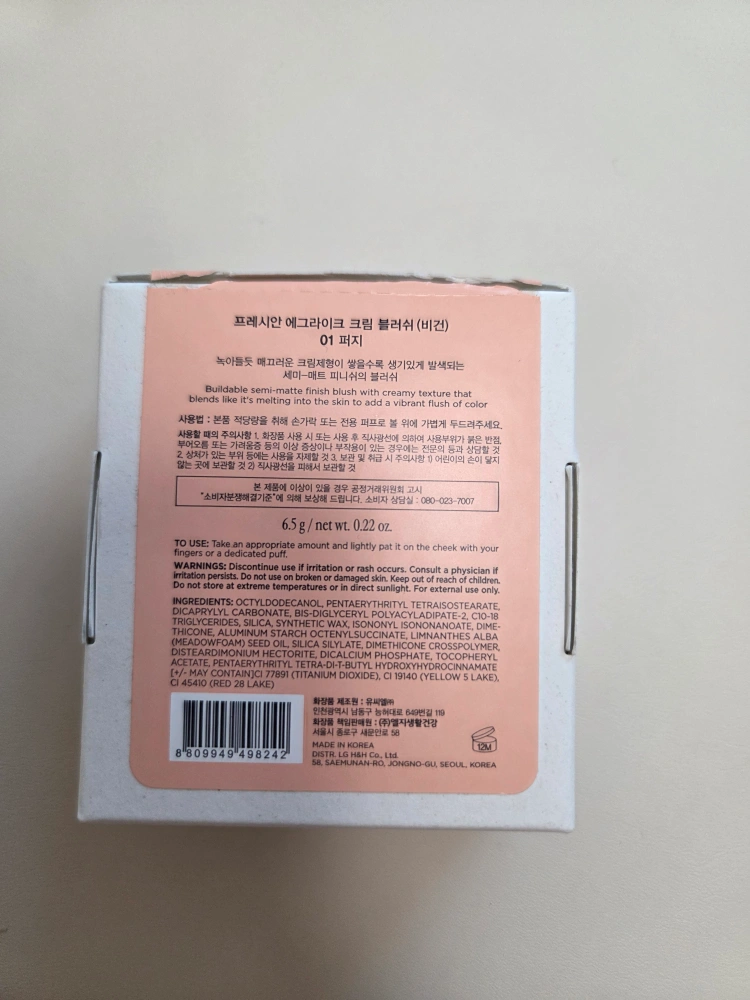 프레시안 에그라이크 크림 블러쉬 (비건)
01 퍼지
녹아들듯 매끄러운 크림제형이 쌓을수록 생기있게 발색되는
세미-매트 피니쉬의 블러쉬
Buildable semi-matte finish blush with creamy texture that
blends like it's melting into the skin to add a vibrant flush of color
사용법 : 본품 적당량을 취해 손가락 또는 전용 퍼프로 볼 위에 가볍게 두드려주세요.
사용할 때의 주의사항 1. 화장품 사용 시 또는 사용 후 직사광선에 의하여 사용부위가 붉은 반점,
부어오름 또는 가려움증 등의 이상 증상이나 부작용이 있는 경우에는 전문의 등과 상담할 것
2. 상처가 있는 부위 등에는 사용을 자제할 것 3. 보관 및 취급 시 주의사항 1) 어린이의 손이 닿지
않는 곳에 보관할 것 2) 직사광선을 피해서 보관할 것
본 제품에 이상이 있을 경우 공정거래위원회 고시
"소비자분쟁해결기준"에 의해 보상해 드립니다. 소비자 상담실 : 080-023-7007
6.5 g / net wt. 0.22 oz.
TO USE: Take an appropriate amount and lightly pat it on the cheek with your
fingers or a dedicated puff.
WARNINGS: Discontinue use if irritation or rash occurs. Consult a physician if
irritation persists. Do not use on broken or damaged skin. Keep out of reach of children.
Do not store at extreme temperatures or in direct sunlight. For external use only.
INGREDIENTS: OCTYLDODECANOL, PENTAERYTHRITYL TETRAISOSTEARATE,
DICAPRYLYL CARBONATE, BIS-DIGLYCERYL POLYACYLADIPATE-2, C10-18
TRIGLYCERIDES, SILICA, SYNTHETIC WAX, ISONONYL ISONONANOATE, DIME-
THICONE, ALUMINUM STARCH OCTENYLSUCCINATE, LIMNANTHES ALBA
(MEADOWFOAM) SEED OIL, SILICA SILYLATE, DIMETHICONE CROSSPOLYMER,
DISTEARDIMONIUM HECTORITE, DICALCIUM PHOSPHATE, TOCOPHERYL
ACETATE, PENTAERYTHRITYL TETRA-DI-T-BUTYL HYDROXYHYDROCINNAMATE
[+/- MAY CONTAIN]CI 77891 (TITANIUM DIOXIDE), CI 19140 (YELLOW 5 LAKE),
CI 45410 (RED 28 LAKE)
화장품 제조원 : 유씨엘㈜
인천광역시 남동구 능허대로 649번길 119
화장품 책임판매원 : (주)엘지생활건강
서울시 종로구 새문안로 58
MADE IN KOREA
DISTR. LG H&H Co., Ltd.
58, SAEMUNAN-RO, JONGNO-GU, SEOUL, KOREA
8 809949 498242
12M